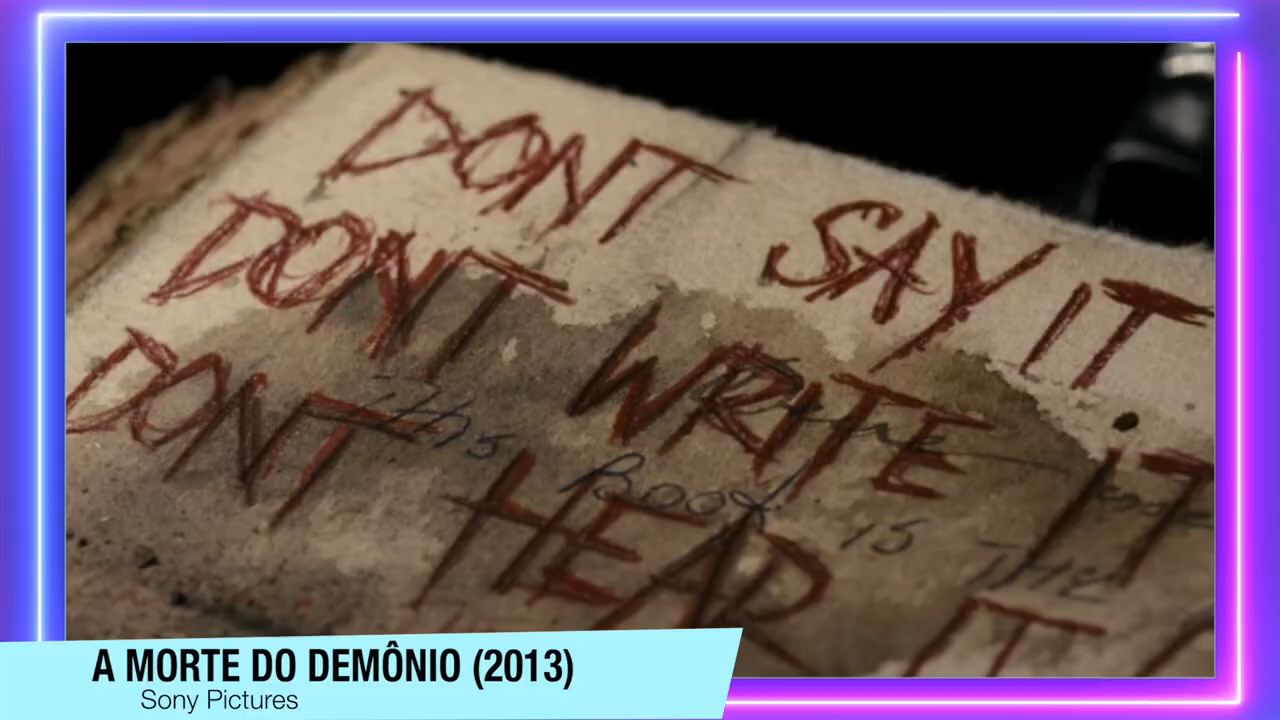 DONT SAY IT
DONT WRITE IT
DONT HEAR IT
This Book is THE
A MORTE DO DEMÔNIO (2013)
Sony Pictures